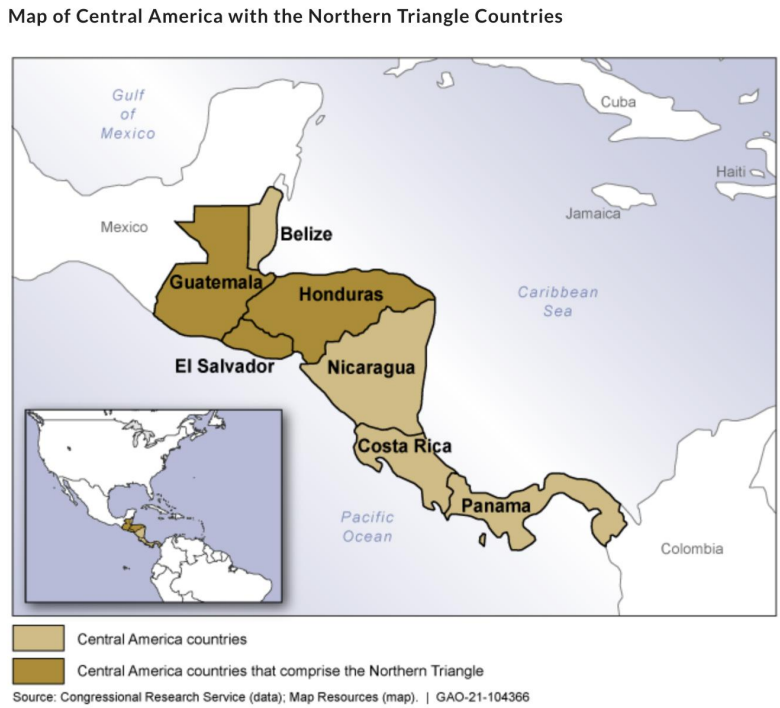 Map of Central America with the Northern Triangle Countries
Gulf
of
Mexico
Cuba
Haiti
Jamaica
Mexico
Belize
Guatemala
Honduras
Caribbean
Sea
El Salvador
Nicaragua
Costa Rica
Panama
Pacific
Ocean
Colombia
Central America countries
Central America countries that comprise the Northern Triangle
Source: Congressional Research Service (data); Map Resources (map). | GAO-21-104366